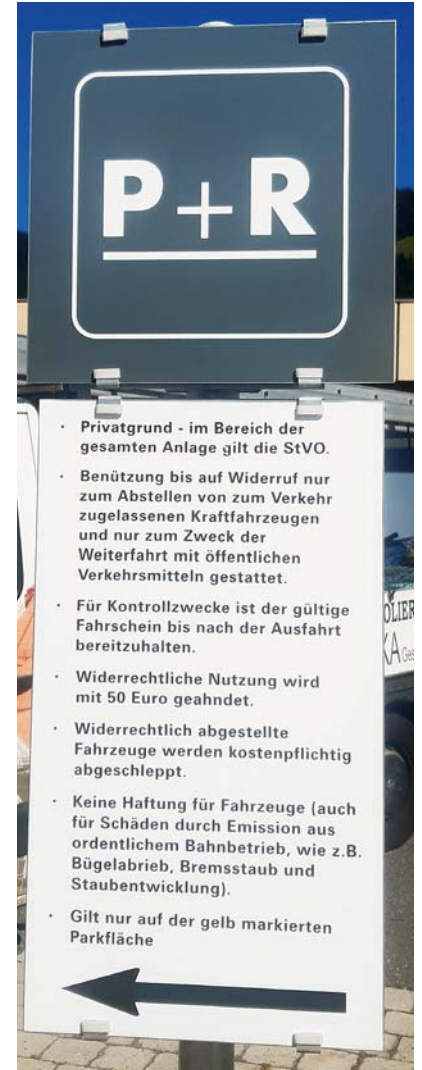 P+R
· Privatgrund - im Bereich der
gesamten Anlage gilt die StVO.
· Benützung bis auf Widerruf nur
zum Abstellen von zum Verkehr
zugelassenen Kraftfahrzeugen
und nur zum Zweck der
Weiterfahrt mit öffentlichen
Verkehrsmitteln gestattet.
· Für Kontrollzwecke ist der gültige
Fahrschein bis nach der Ausfahrt
bereitzuhalten.
· Widerrechtliche Nutzung wird
mit 50 Euro geahndet.
· Widerrechtlich abgestellte
Fahrzeuge werden kostenpflichtig
abgeschleppt.
· Keine Haftung für Fahrzeuge (auch
für Schäden durch Emission aus
ordentlichem Bahnbetrieb, wie z.B.
Bügelabrieb, Bremsstaub und
Staubentwicklung).
· Gilt nur auf der gelb markierten
Parkfläche